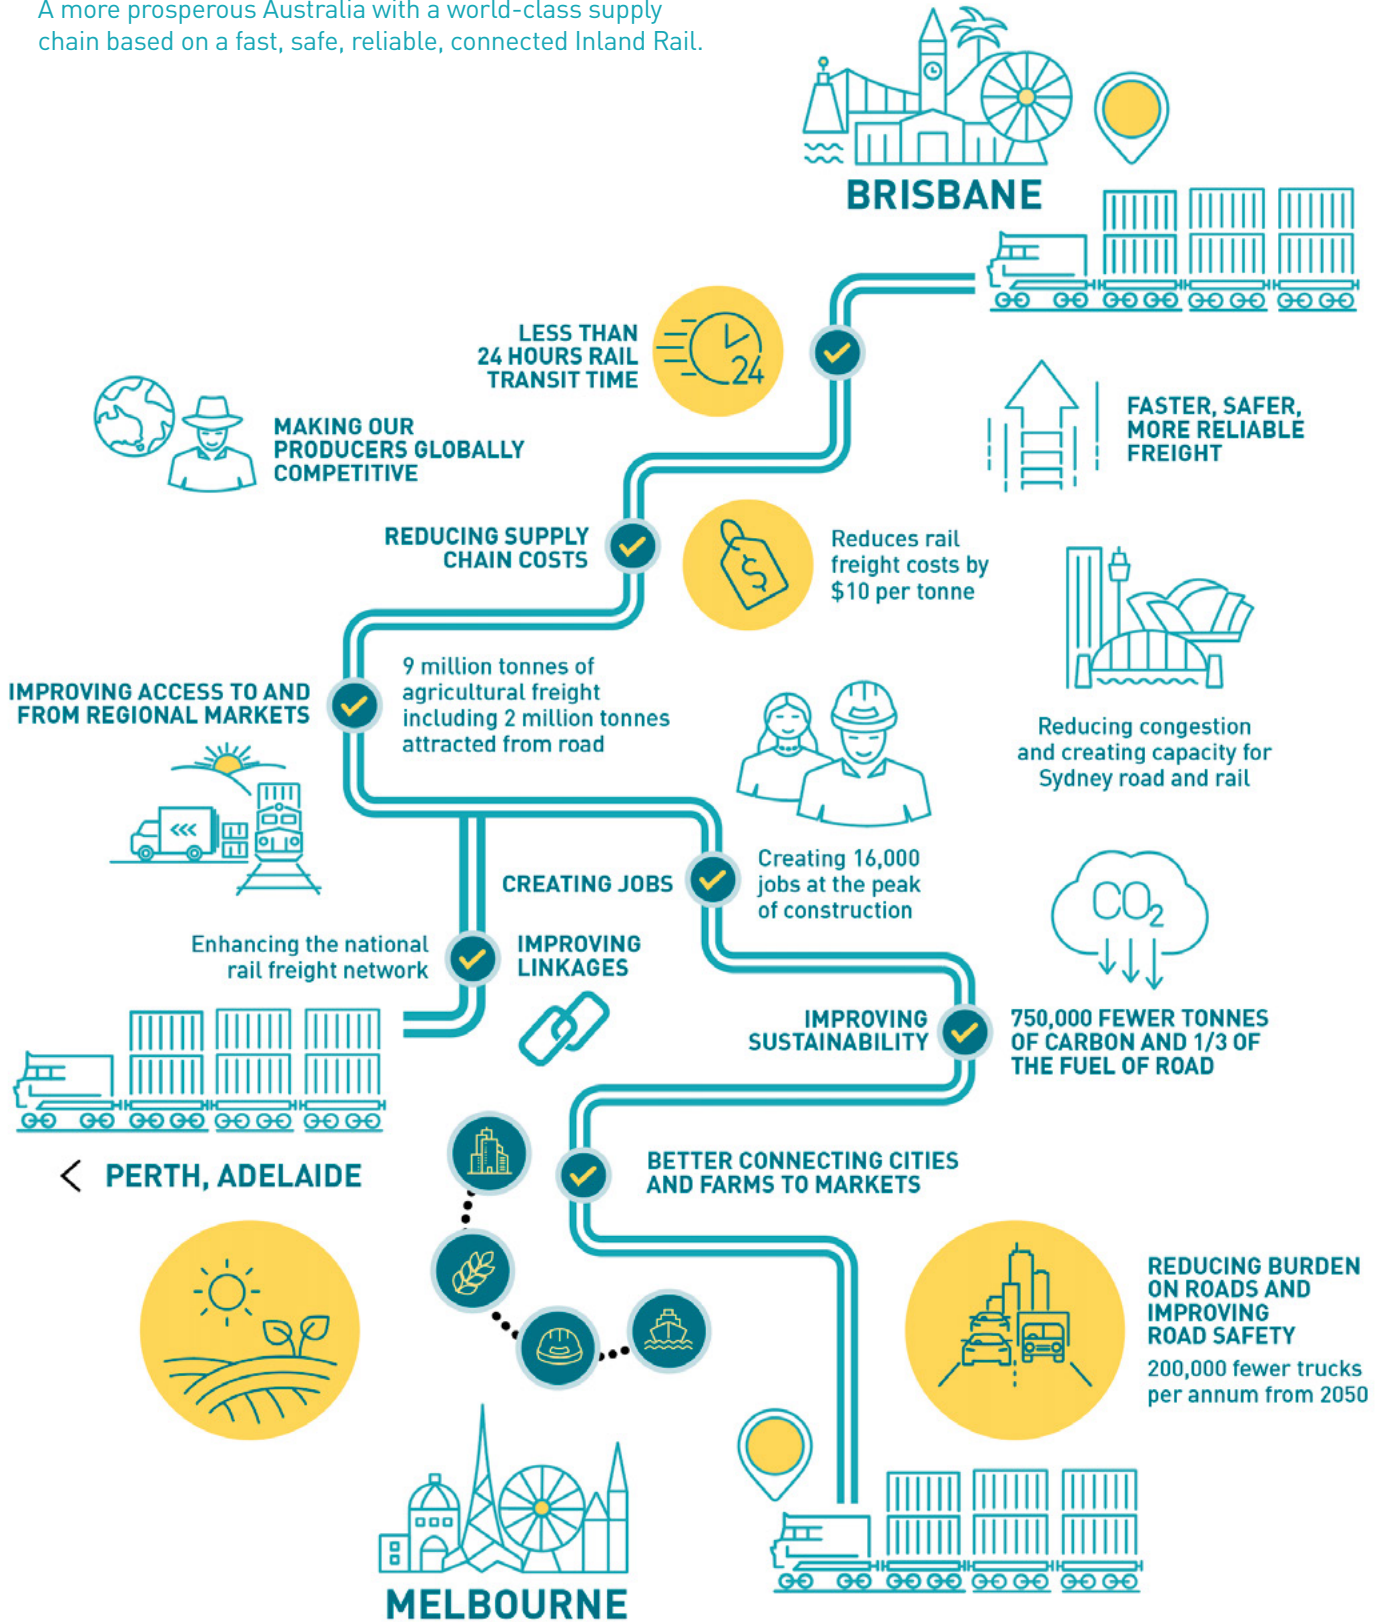 A more prosperous Australia with a world-class supply
chain based on a fast, safe, reliable, connected Inland Rail.
BRISBANE
LESS THAN
24 HOURS RAIL
TRANSIT TIME
24
FASTER, SAFER,
MORE RELIABLE
FREIGHT
MAKING OUR
PRODUCERS GLOBALLY
COMPETITIVE
REDUCING SUPPLY
CHAIN COSTS
$
Reduces rail
freight costs by
$10 per tonne
IMPROVING ACCESS TO AND
FROM REGIONAL MARKETS
9 million tonnes of
agricultural freight
including 2 million tonnes
attracted from road
Reducing congestion
and creating capacity for
Sydney road and rail
CREATING JOBS
Creating 16,000
jobs at the peak
of construction
CO2
Enhancing the national
rail freight network
IMPROVING
LINKAGES
IMPROVING
SUSTAINABILITY
750,000 FEWER TONNES
OF CARBON AND 1/3 OF
THE FUEL OF ROAD
< PERTH, ADELAIDE
BETTER CONNECTING CITIES
AND FARMS TO MARKETS
REDUCING BURDEN
ON ROADS AND
IMPROVING
ROAD SAFETY
200,000 fewer trucks
per annum from 2050
MELBOURNE